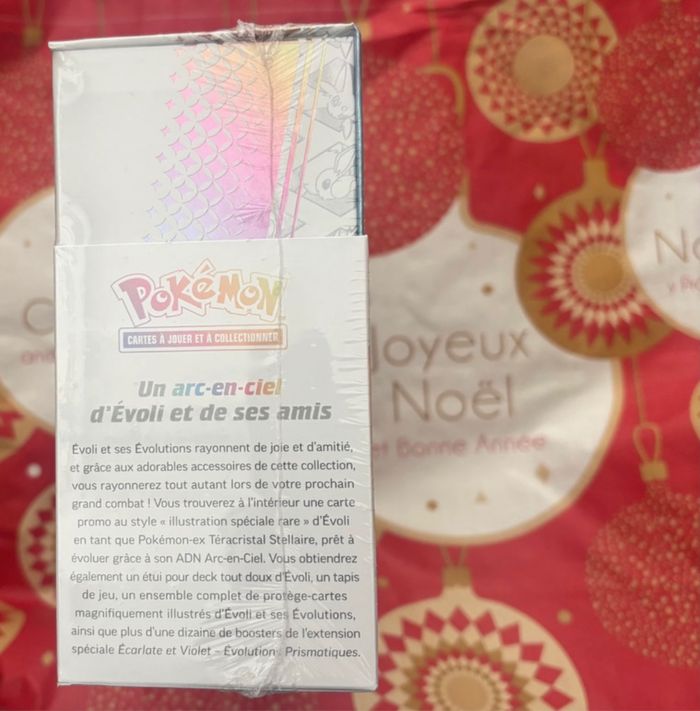 POKÉMON
CARTES À JOUER ET À COLLECTIONNER
Un arc-en-ciel
d'Évoli et de ses amis
Évoli et ses Évolutions rayonnent de joie et d'amitié,
et grâce aux adorables accessoires de cette collection,
vous rayonnerez tout autant lors de votre prochain
grand combat ! Vous trouverez à l'intérieur une carte
promo au style « illustration spéciale rare » d'Évoli
en tant que Pokémon-ex Téracristal Stellaire, prêt à
évoluer grâce à son ADN Arc-en-Ciel. Vous obtiendrez
également un étui pour deck tout doux d'Évoli, un tapis
de jeu, un ensemble complet de protège-cartes
magnifiquement illustrés d'Évoli et ses Évolutions,
ainsi que plus d'une dizaine de boosters de l'extension
spéciale Écarlate et Violet – Évolutions Prismatiques.
Joyeux
Noël
et Bonne Année